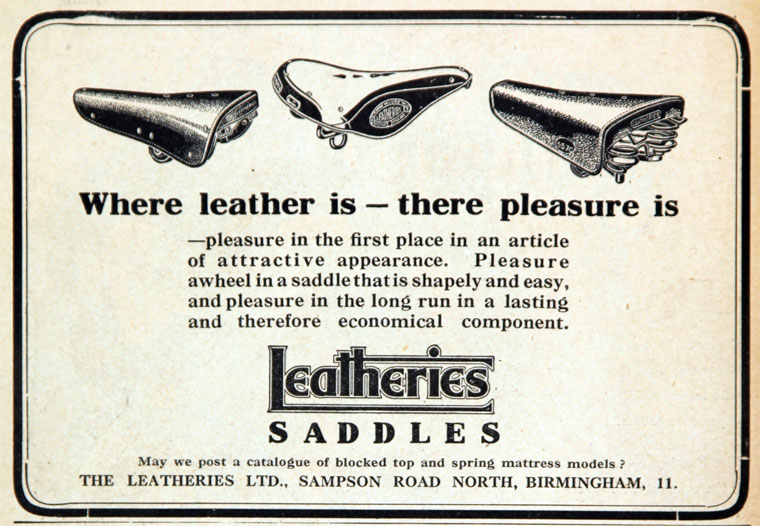 Where leather is — there pleasure is
—pleasure in the first place in an article
of attractive appearance. Pleasure
awheel in a saddle that is shapely and easy,
and pleasure in the long run in a lasting
and therefore economical component.
Leatheries
SADDLES
May we post a catalogue of blocked top and spring mattress models ?
THE LEATHERIES LTD., SAMPSON ROAD NORTH, BIRMINGHAM, 11.